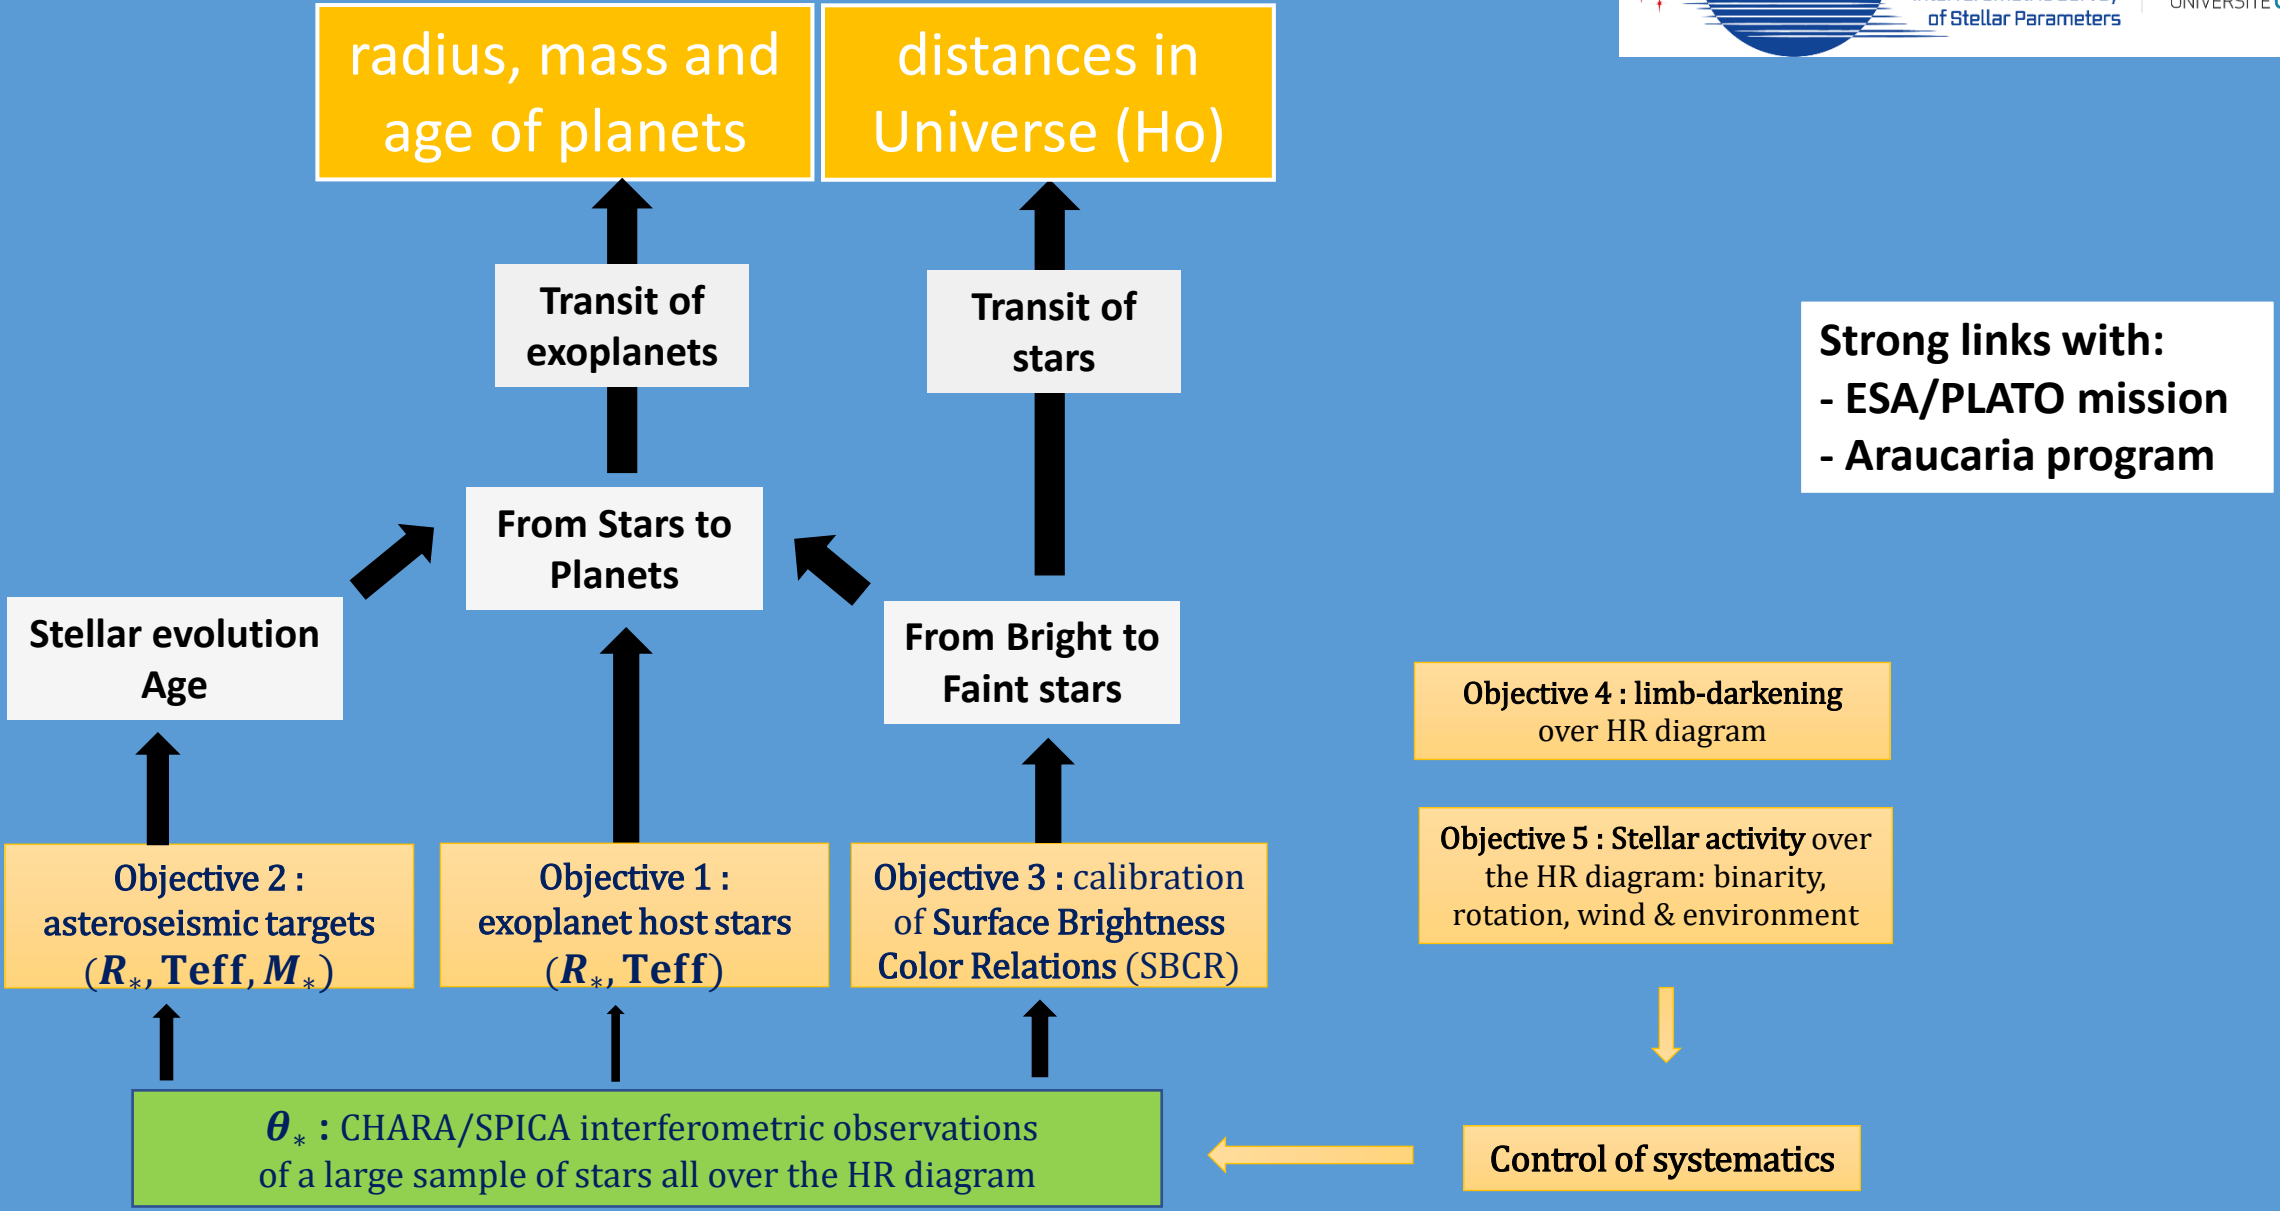 of Stellar Parameters
radius, mass and
age of planets
distances in
Universe (Ho)
Transit of
exoplanets
Transit of
stars
Strong links with:
- ESA/PLATO mission
- Araucaria program
From Stars to
Planets
Stellar evolution
Age
From Bright to
Faint stars
Objective 4 : limb-darkening
over HR diagram
Objective 5 : Stellar activity over
the HR diagram: binarity,
rotation, wind & environment
Objective 2 :
asteroseismic targets
(R*, Teff, M*)
Objective 1 :
exoplanet host stars
(R*, Teff)
Objective 3 : calibration
of Surface Brightness
Color Relations (SBCR)
θ* : CHARA/SPICA interferometric observations
of a large sample of stars all over the HR diagram
Control of systematics